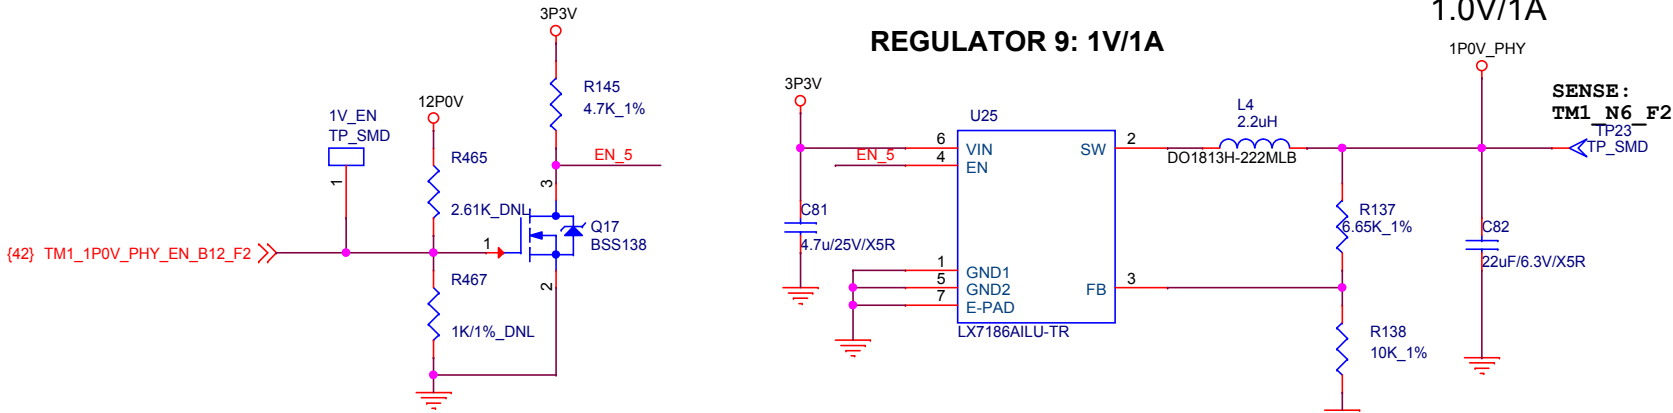 3P3V
R145
4.7K_1%
12P0V
1V_EN
TP_SMD
1
R465
2.61K_DNL
EN_5
3
Q17
BSS138
1
{42} TM1_1P0V_PHY_EN_B12_F2
R467
1K/1%_DNL
2
REGULATOR 9: 1V/1A
1.0V/1A
1P0V_PHY
3P3V
SENSE:
TM1_N6_F2
TP23
TP_SMD
U25
L4
2.2uH
DO1813H-222MLB
6
VIN
SW
2
EN_5
4
EN
C81
4.7u/25V/X5R
R137
6.65K_1%
C82
22uF/6.3V/X5R
1
GND1
5
GND2
7
E-PAD
FB
3
LX7186AILU-TR
R138
10K_1%